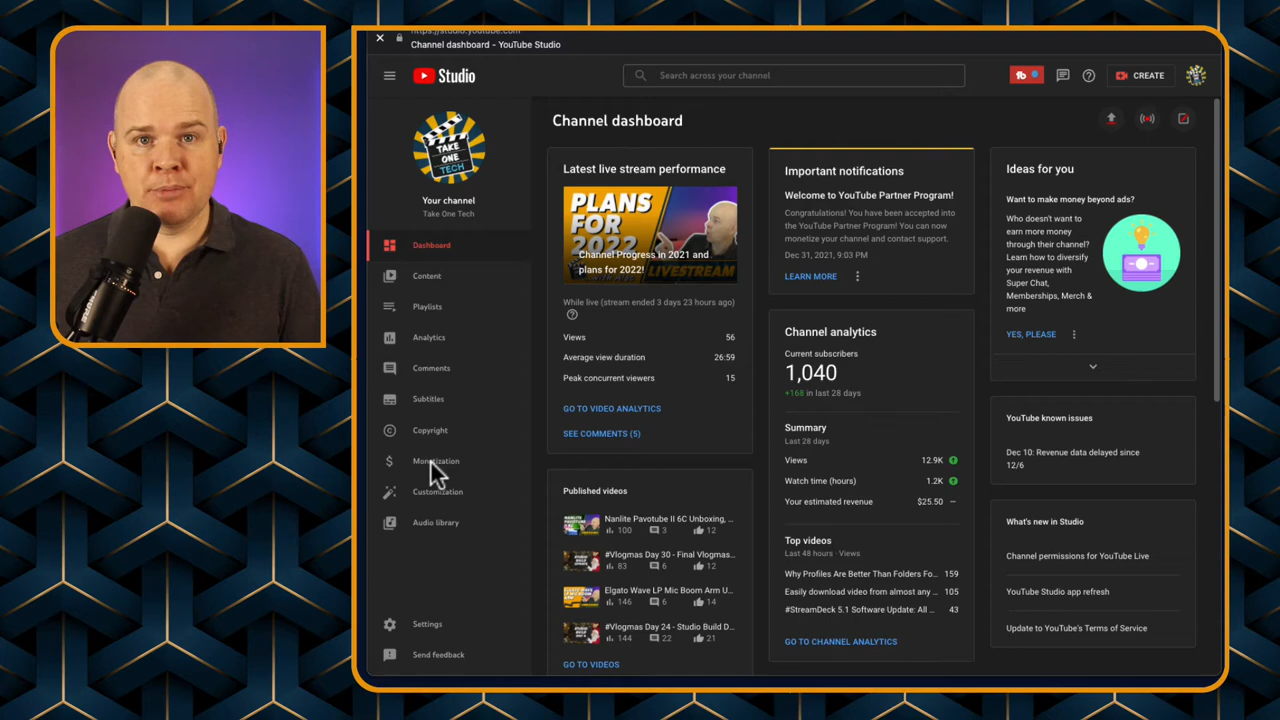 https://studio.youtube.com
Channel dashboard - YouTube Studio
Studio
Search across your channel
CREATE
TAKE ONE
TECH
Your channel
Take One Tech
Dashboard
Content
Playlists
Analytics
Comments
Subtitles
Copyright
Monetization
Customization
Audio library
Settings
Send feedback
Channel dashboard
Latest live stream performance
PLANS
FOR
2022
LIVESTREAM
Channel Progress in 2021 and
plans for 2022!
While live (stream ended 3 days 23 hours ago)
Views 56
Average view duration 26:59
Peak concurrent viewers 15
GO TO VIDEO ANALYTICS
SEE COMMENTS (5)
Published videos
Nanlite Pavotube II 6C Unboxing, ...
100 3 12
#Vlogmas Day 30 - Final Vlogmas...
83 6 12
Elgato Wave LP Mic Boom Arm U...
146 6 14
#Vlogmas Day 24 - Studio Build D...
144 22 21
GO TO VIDEOS
Important notifications
Welcome to YouTube Partner Program!
Congratulations! You have been accepted into
the YouTube Partner Program! You can now
monetize your channel and contact support.
Dec 31, 2021, 9:03 PM
LEARN MORE
Channel analytics
Current subscribers
1,040
+168 in last 28 days
Summary
Last 28 days
Views 12.9K
Watch time (hours) 1.2K
Your estimated revenue $25.50 —
Top videos
Last 48 hours · Views
Why Profiles Are Better Than Folders Fo... 159
Easily download video from almost any ... 105
#StreamDeck 5.1 Software Update: All ... 43
GO TO CHANNEL ANALYTICS
Ideas for you
Want to make money beyond ads?
Who doesn't want to
earn more money
through their channel?
Learn how to diversify
your revenue with
Super Chat,
Memberships, Merch &
more
YES, PLEASE
YouTube known issues
Dec 10: Revenue data delayed since
12/6
What's new in Studio
Channel permissions for YouTube Live
YouTube Studio app refresh
Update to YouTube's Terms of Service